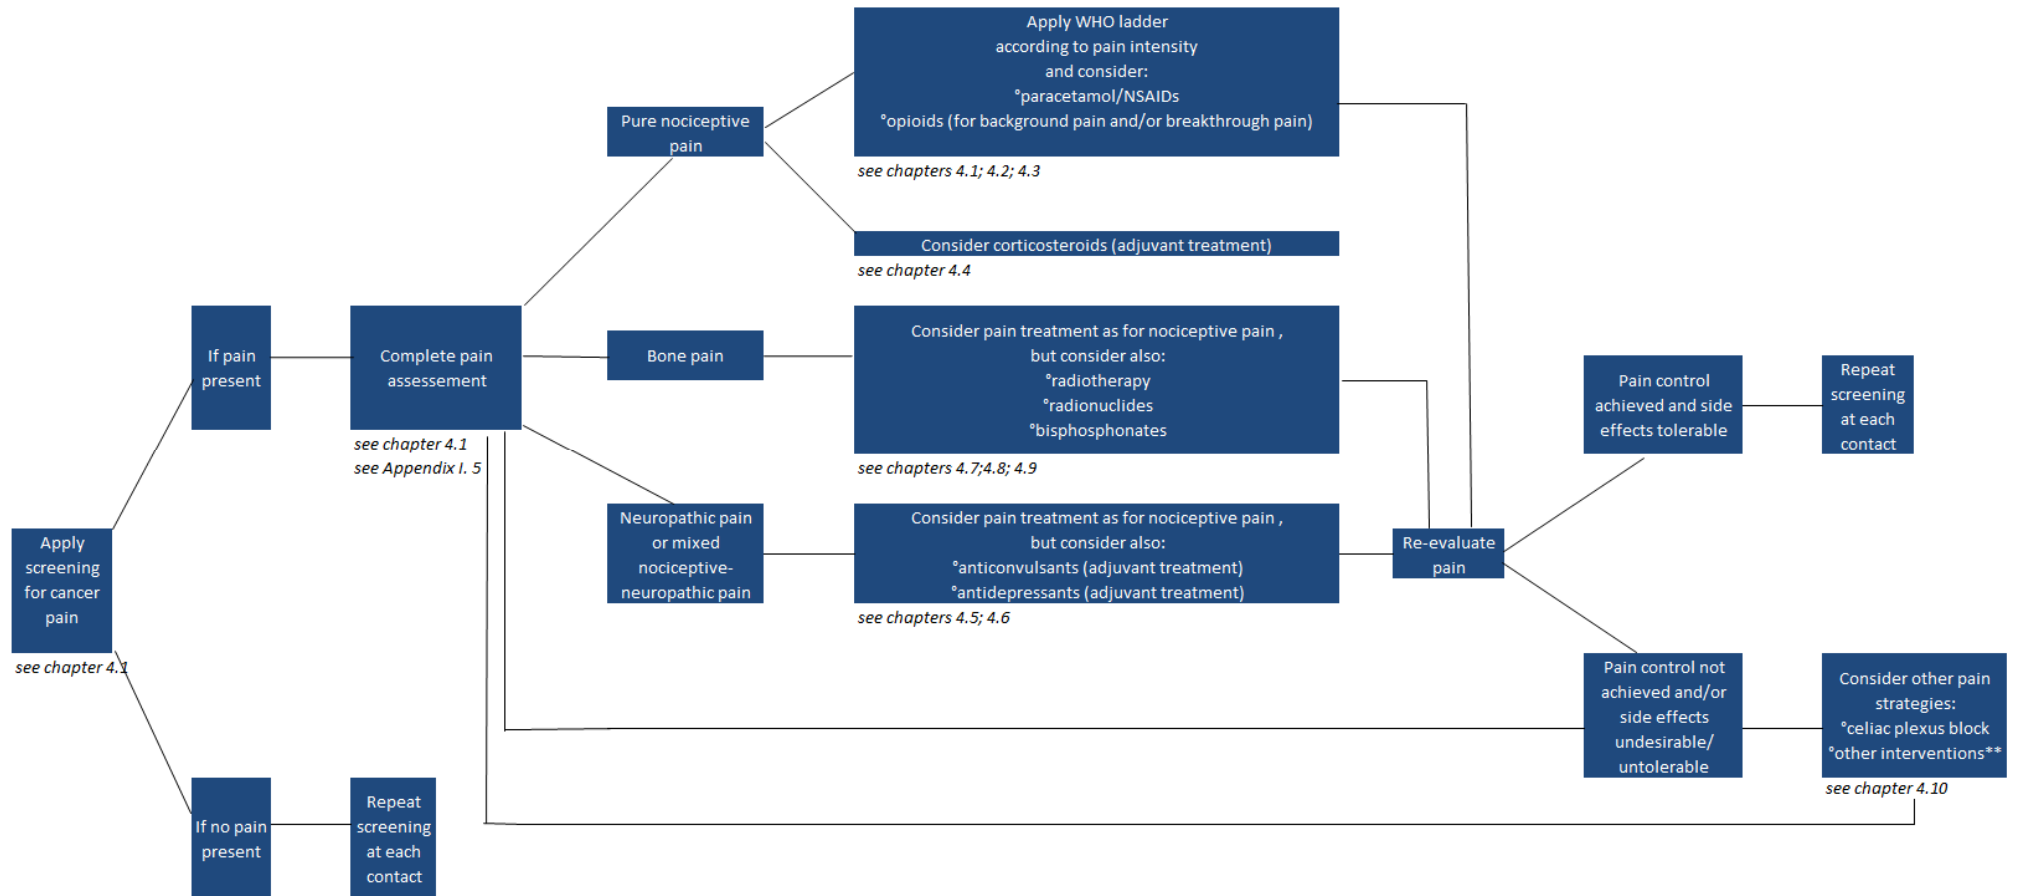 Apply
screening
for cancer
pain
see chapter 4.1
If pain
present
If no pain
present
Repeat
screening
at each
contact
Complete pain
assessement
see chapter 4.1
see Appendix I. 5
Pure nociceptive
pain
Bone pain
Neuropathic pain
or mixed
nociceptive-
neuropathic pain
Apply WHO ladder
according to pain intensity
and consider:
°paracetamol/NSAIDs
°opioids (for background pain and/or breakthrough pain)
see chapters 4.1; 4.2; 4.3
Consider corticosteroids (adjuvant treatment)
see chapter 4.4
Consider pain treatment as for nociceptive pain ,
but consider also:
°radiotherapy
°radionuclides
°bisphosphonates
see chapters 4.7;4.8; 4.9
Consider pain treatment as for nociceptive pain ,
but consider also:
°anticonvulsants (adjuvant treatment)
°antidepressants (adjuvant treatment)
see chapters 4.5; 4.6
Re-evaluate
pain
Pain control
achieved and side
effects tolerable
Repeat
screening
at each
contact
Pain control not
achieved and/or
side effects
undesirable/
untolerable
Consider other pain
strategies:
°celiac plexus block
°other interventions**
see chapter 4.10